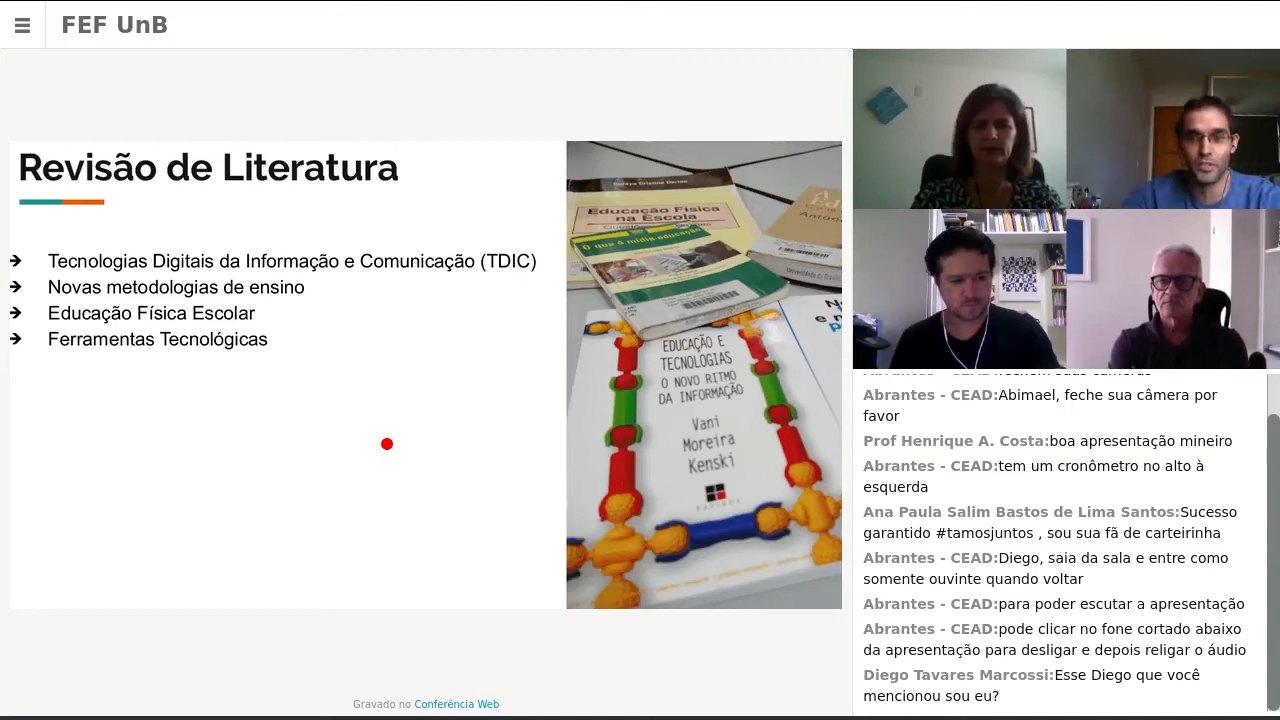 FEF UnB
Revisão de Literatura
Tecnologias Digitais da Informação e Comunicação (TDIC)
Novas metodologias de ensino
Educação Física Escolar
Ferramentas Tecnológicas
Educação Física
na Escola
O que é mídia-educação
EDUCAÇÃO E
TECNOLOGIAS
O NOVO RITMO
DA INFORMAÇÃO
Vani
Moreira
Kenski
PAPIRUS
Abrantes - CEAD:Abimael, feche sua câmera por
favor
Prof Henrique A. Costa:boa apresentação mineiro
Abrantes - CEAD:tem um cronômetro no alto à
esquerda
Ana Paula Salim Bastos de Lima Santos:Sucesso
garantido #tamosjuntos , sou sua fã de carteirinha
Abrantes - CEAD:Diego, saia da sala e entre como
somente ouvinte quando voltar
Abrantes - CEAD:para poder escutar a apresentação
Abrantes - CEAD:pode clicar no fone cortado abaixo
da apresentação para desligar e depois religar o áudio
Diego Tavares Marcossi:Esse Diego que você
mencionou sou eu?
Gravado no Conferência Web